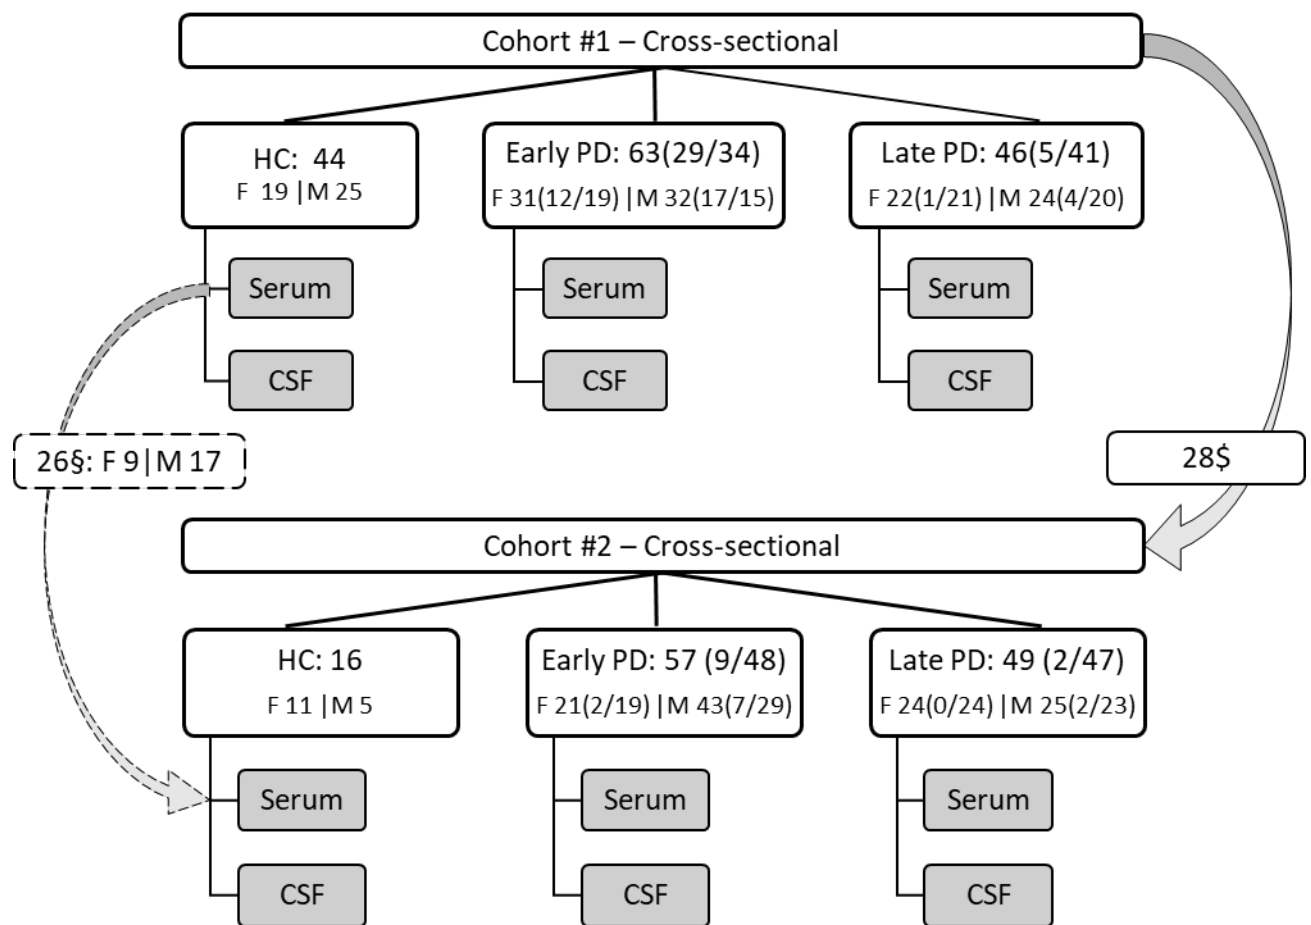 Cohort #1 – Cross-sectional
HC: 44
F 19 |M 25
Early PD: 63(29/34)
F 31(12/19) |M 32(17/15)
Late PD: 46(5/41)
F 22(1/21) |M 24(4/20)
Serum
Serum
Serum
CSF
CSF
CSF
26§: F 9|M 17
28$
Cohort #2 – Cross-sectional
HC: 16
F 11 |M 5
Early PD: 57 (9/48)
F 21(2/19) |M 43(7/29)
Late PD: 49 (2/47)
F 24(0/24) |M 25(2/23)
Serum
Serum
Serum
CSF
CSF
CSF